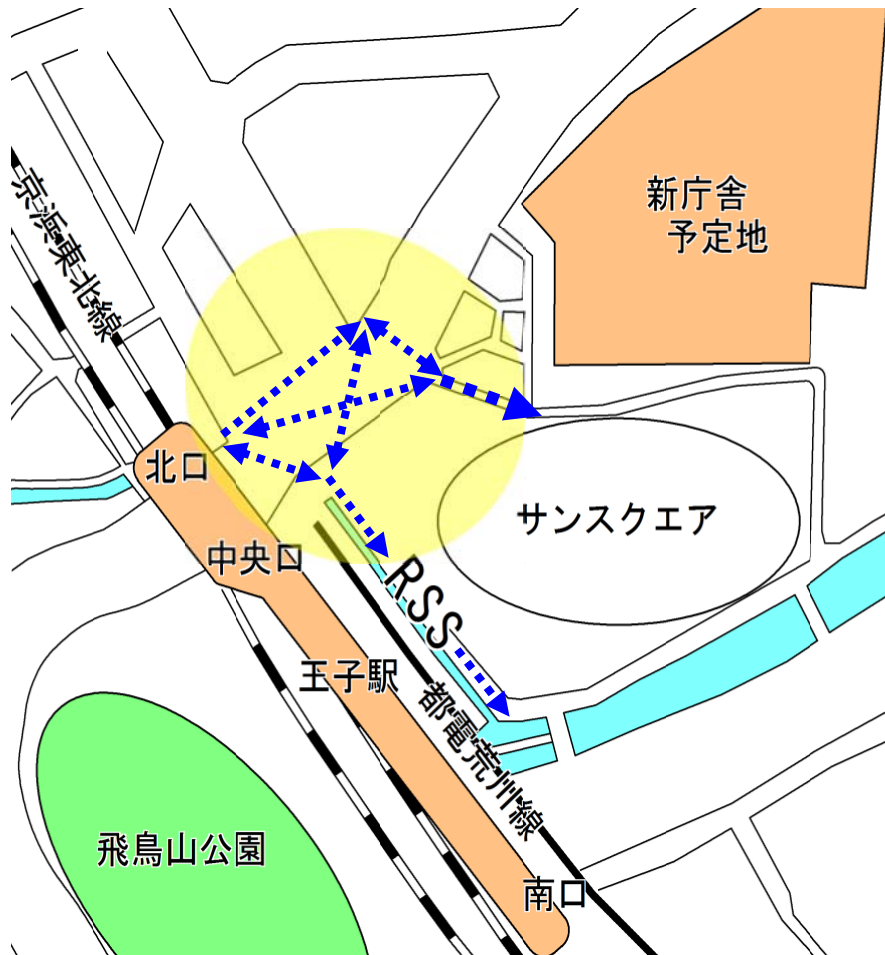 新庁舎
予定地
京浜東北線
北口
サンスクエア
中央口
RSS
王子駅
都電荒川線
飛鳥山公園
南口